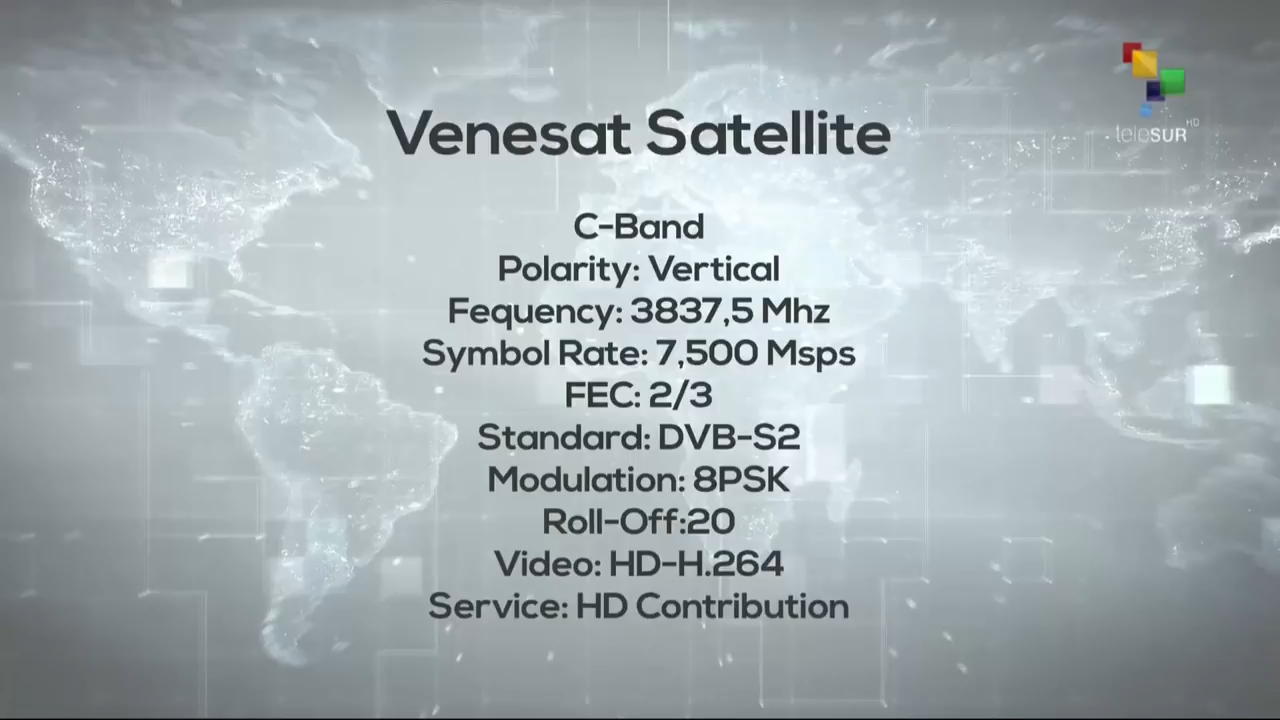 Venesat Satellite
C-Band
Polarity: Vertical
Fequency: 3837,5 Mhz
Symbol Rate: 7,500 Msps
FEC: 2/3
Standard: DVB-S2
Modulation: 8PSK
Roll-Off:20
Video: HD-H.264
Service: HD Contribution
teleSUR HD